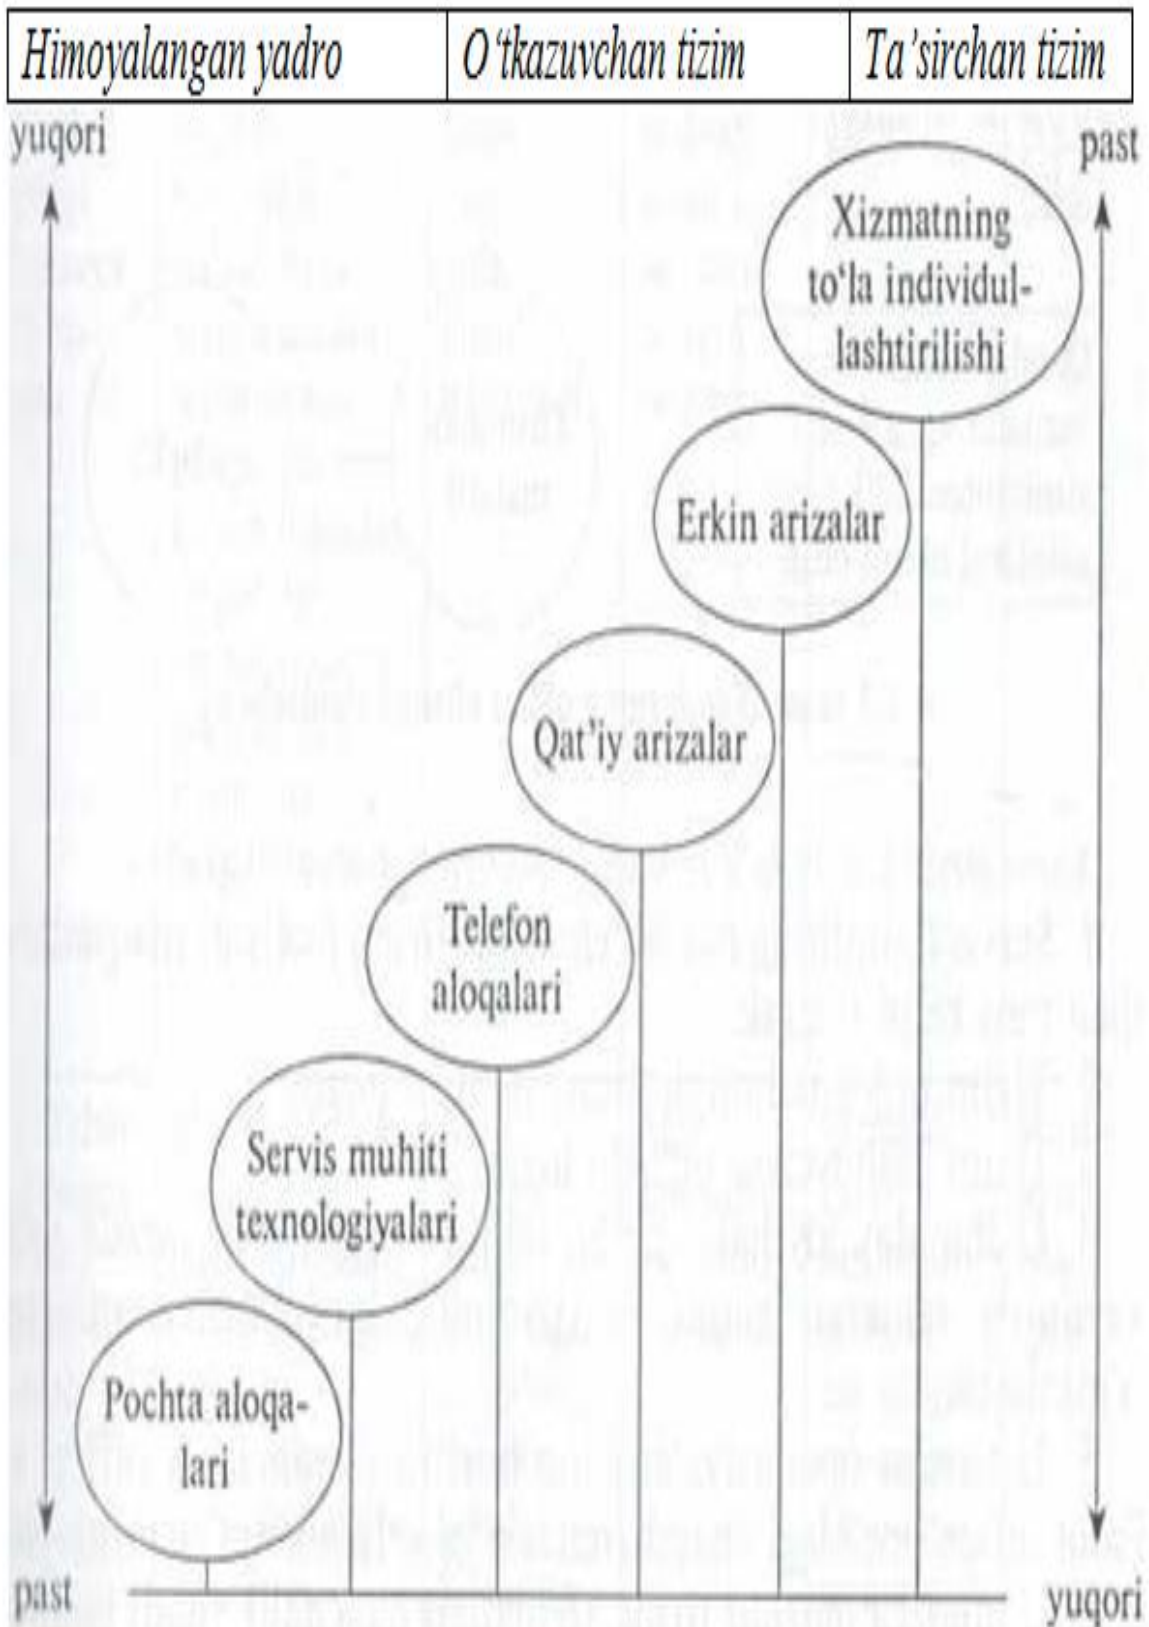 Himoyalangan yadro
O‘tkazuvchan tizim
Ta’sirchan tizim
yuqori
past
Xizmatning
to‘la individul-
lashtirilishi
Erkin arizalar
Qat’iy arizalar
Telefon
aloqalari
Servis muhiti
texnologiyalari
Pochta aloqa-
lari
past
yuqori